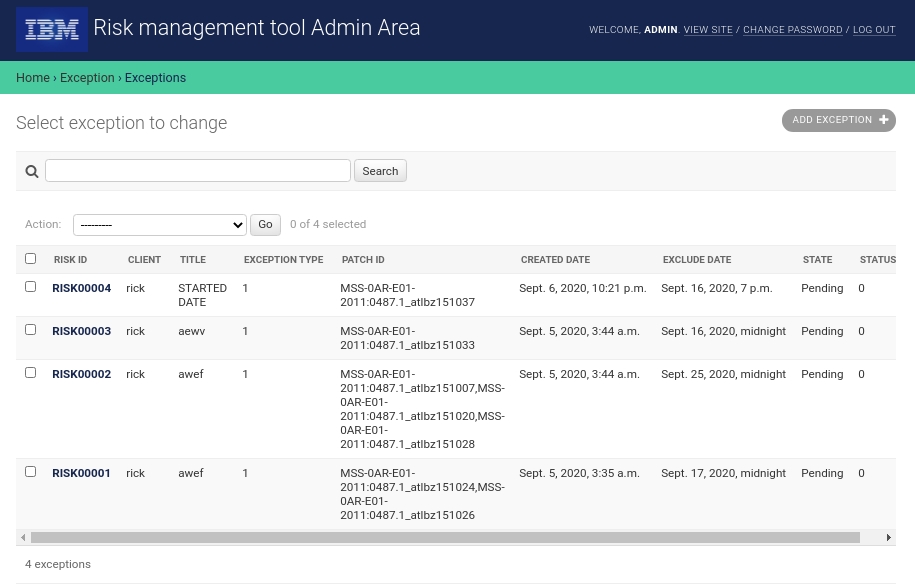 IBM Risk management tool Admin Area
WELCOME, ADMIN. VIEW SITE / CHANGE PASSWORD / LOG OUT
Home › Exception › Exceptions
Select exception to change
ADD EXCEPTION +
Search
Action: --------- Go 0 of 4 selected
RISK ID CLIENT TITLE EXCEPTION TYPE PATCH ID CREATED DATE EXCLUDE DATE STATE STATUS
RISK00004 rick STARTED 1 MSS-0AR-E01- Sept. 6, 2020, 10:21 p.m. Sept. 16, 2020, 7 p.m. Pending 0
DATE 2011:0487.1_atlbz151037
RISK00003 rick aewv 1 MSS-0AR-E01- Sept. 5, 2020, 3:44 a.m. Sept. 16, 2020, midnight Pending 0
2011:0487.1_atlbz151033
RISK00002 rick awef 1 MSS-0AR-E01- Sept. 5, 2020, 3:44 a.m. Sept. 25, 2020, midnight Pending 0
2011:0487.1_atlbz151007,MSS-
0AR-E01-
2011:0487.1_atlbz151020,MSS-
0AR-E01-
2011:0487.1_atlbz151028
RISK00001 rick awef 1 MSS-0AR-E01- Sept. 5, 2020, 3:35 a.m. Sept. 17, 2020, midnight Pending 0
2011:0487.1_atlbz151024,MSS-
0AR-E01-
2011:0487.1_atlbz151026
4 exceptions